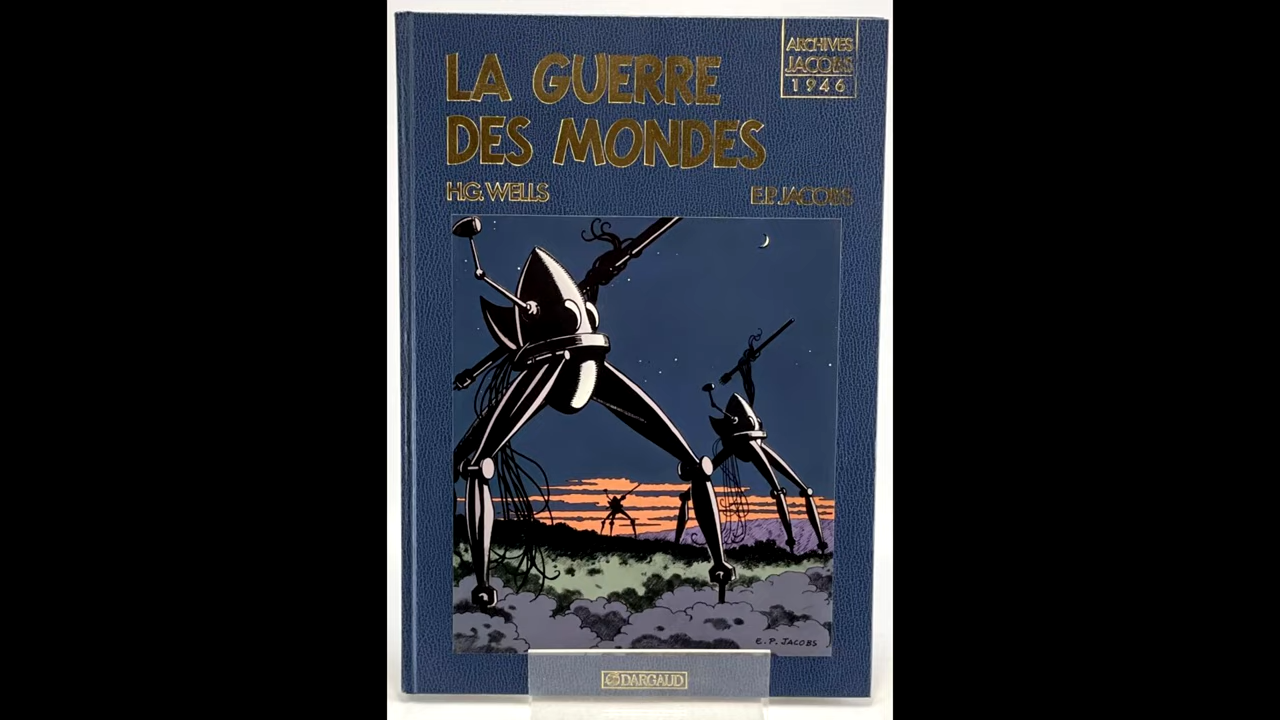 ARCHIVES
JACOBS
1946
LA GUERRE
DES MONDES
H.G. WELLS
E.P. JACOBS
E. P. JACOBS
DARGAUD